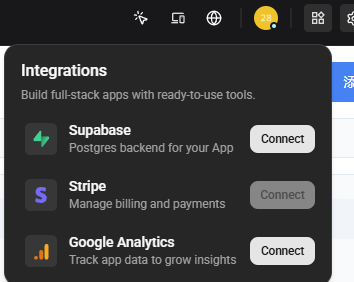 28
Integrations
Build full-stack apps with ready-to-use tools.
Supabase
Postgres backend for your App
Connect
Stripe
Manage billing and payments
Connect
Google Analytics
Track app data to grow insights
Connect